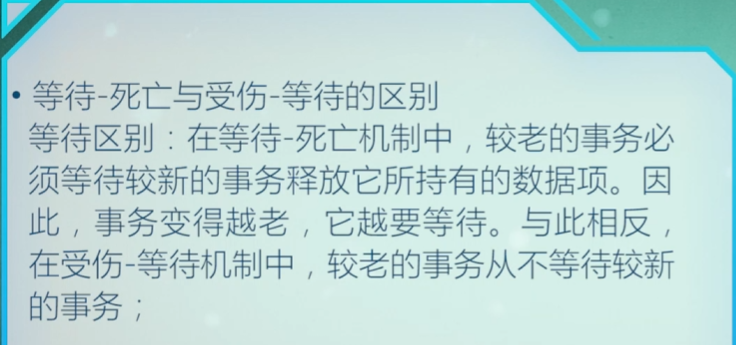 • 等待-死亡与受伤-等待的区别
等待区别：在等待-死亡机制中，较老的事务必
须等待较新的事务释放它所持有的数据项。因
此，事务变得越老，它越要等待。与此相反，
在受伤-等待机制中，较老的事务从不等待较新
的事务；